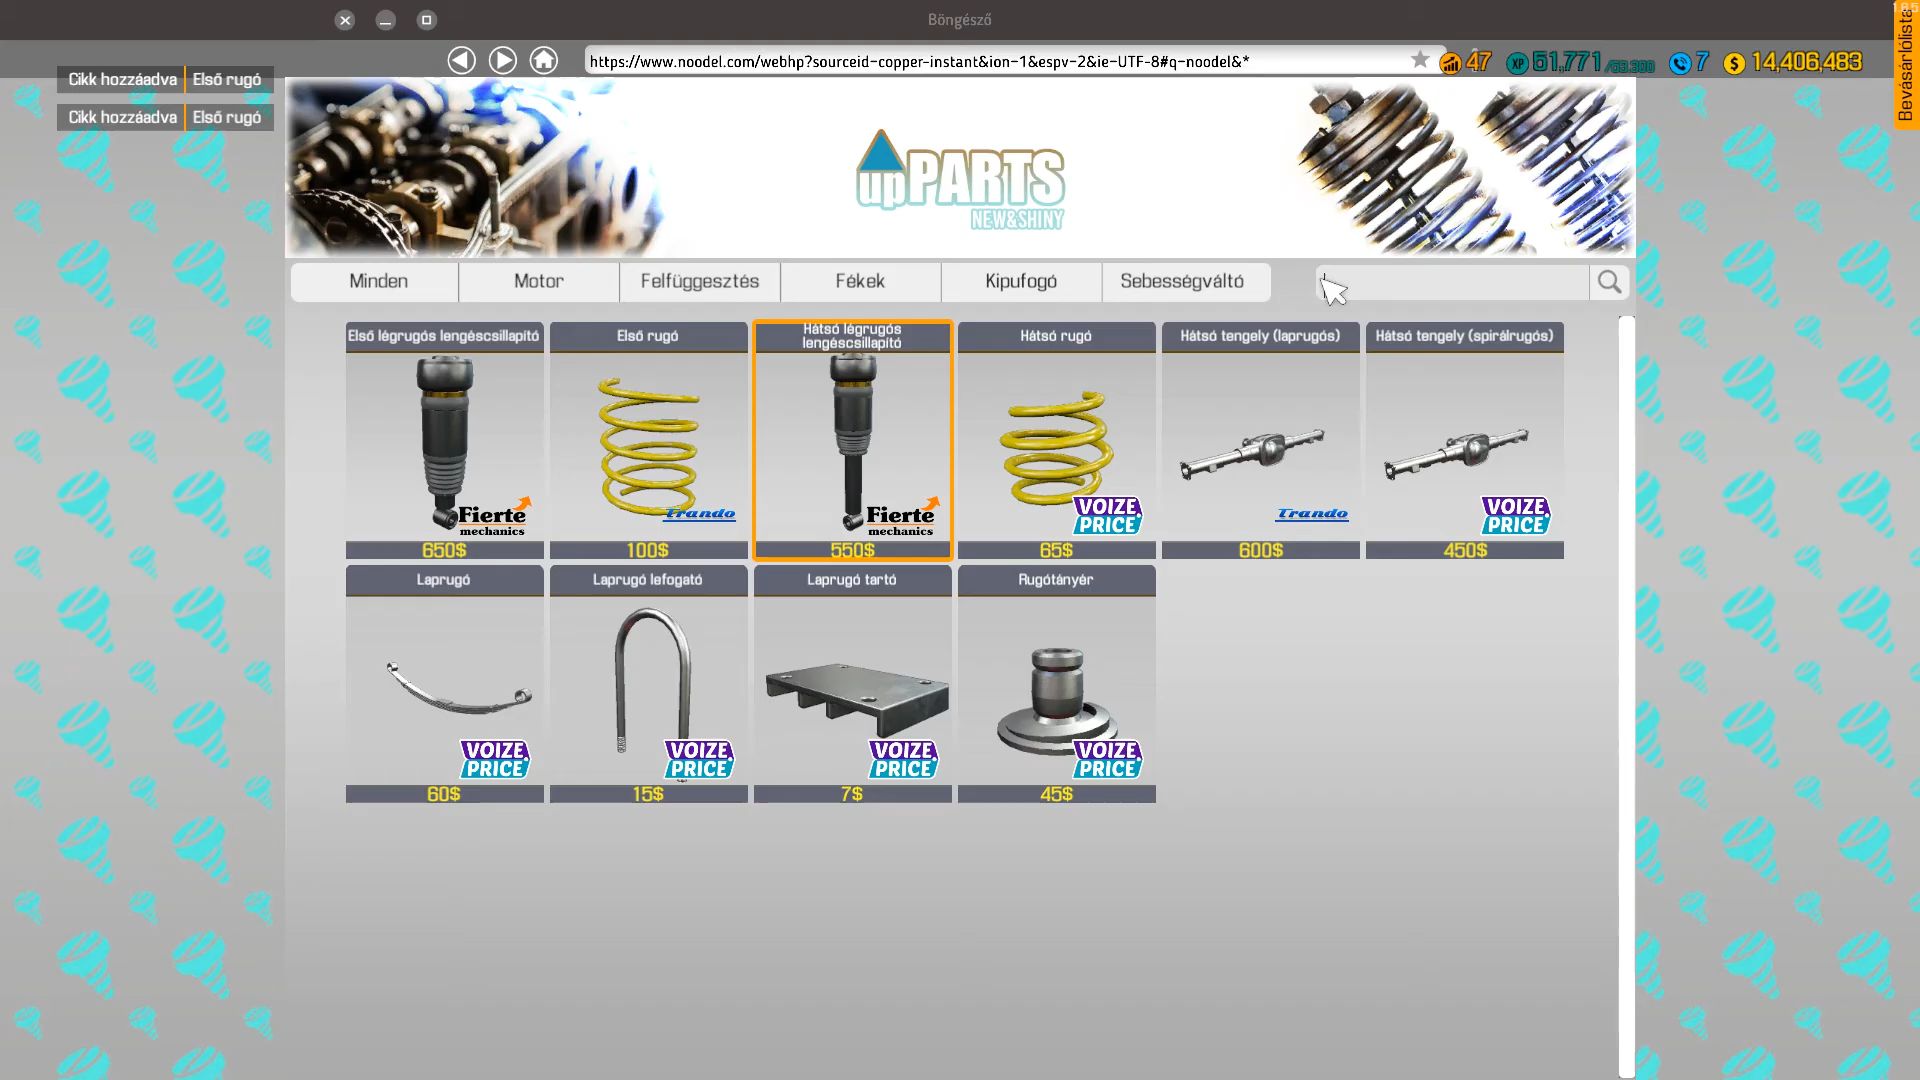 Böngésző
https://www.noodel.com/webhp?sourceid-copper-instant&ion-1&espv-2&ie-UTF-8#q-noodel&*
47
XP 51,771/53,300
7
$ 14,406,483
Bevásárlólista
Cikk hozzáadva Első rugó
Cikk hozzáadva Első rugó
upPARTS
NEW&SHINY
Minden Motor Felfüggesztés Fékek Kipufogó Sebességváltó
Első légrugós lengéscsillapító
Fierte
mechanics
650$
Első rugó
Trando
100$
Hátsó légrugós
lengéscsillapító
Fierte
mechanics
550$
Hátsó rugó
VOIZE
PRICE
65$
Hátsó tengely (laprugós)
Trando
600$
Hátsó tengely (spirálrugós)
VOIZE
PRICE
450$
Laprugó
VOIZE
PRICE
60$
Laprugó lefogató
VOIZE
PRICE
15$
Laprugó tartó
VOIZE
PRICE
7$
Rugótányér
VOIZE
PRICE
45$